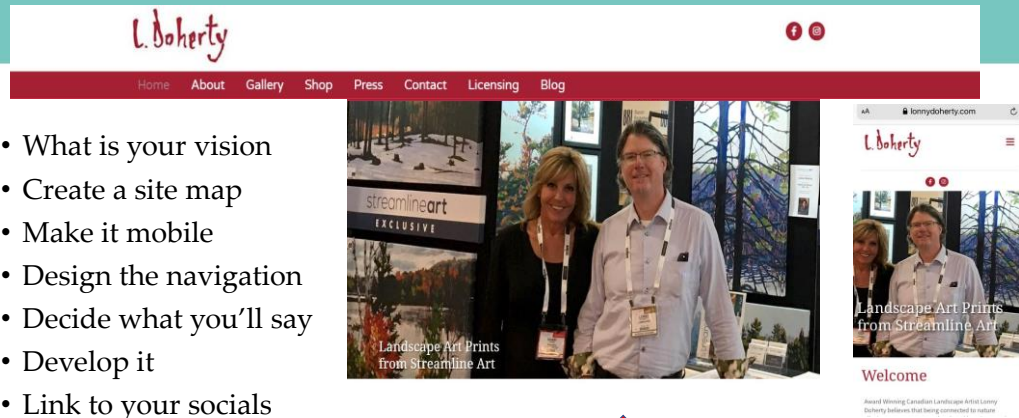 L. Doherty
Home About Gallery Shop Press Contact Licensing Blog
• What is your vision
• Create a site map
• Make it mobile
• Design the navigation
• Decide what you’ll say
• Develop it
• Link to your socials
streamlineart
EXCLUSIVE
Landscape Art Prints
from Streamline Art
AA lonnydoherty.com
L. Doherty
Landscape Art Prints
from Streamline Art
Welcome
Award Winning Canadian Landscape Artist Lonny
Doherty believes that being connected to nature